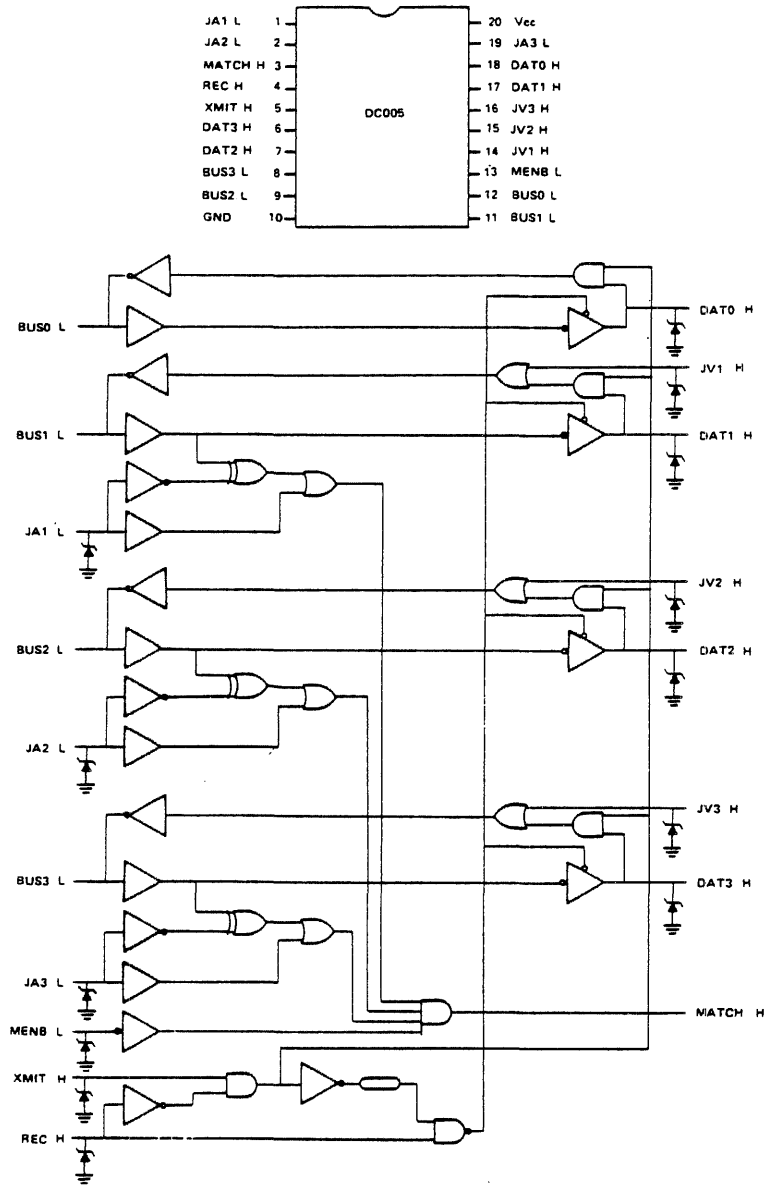 JA1 L 1 20 Vcc
JA2 L 2 19 JA3 L
MATCH H 3 18 DAT0 H
REC H 4 17 DAT1 H
XMIT H 5 16 JV3 H
DC005
DAT3 H 6 15 JV2 H
DAT2 H 7 14 JV1 H
BUS3 L 8 13 MENB L
BUS2 L 9 12 BUS0 L
GND 10 11 BUS1 L
DAT0 H
BUS0 L
JV1 H
BUS1 L
DAT1 H
JA1 L
JV2 H
BUS2 L
DAT2 H
JA2 L
JV3 H
BUS3 L
DAT3 H
JA3 L
MATCH H
MENB L
XMIT H
REC H